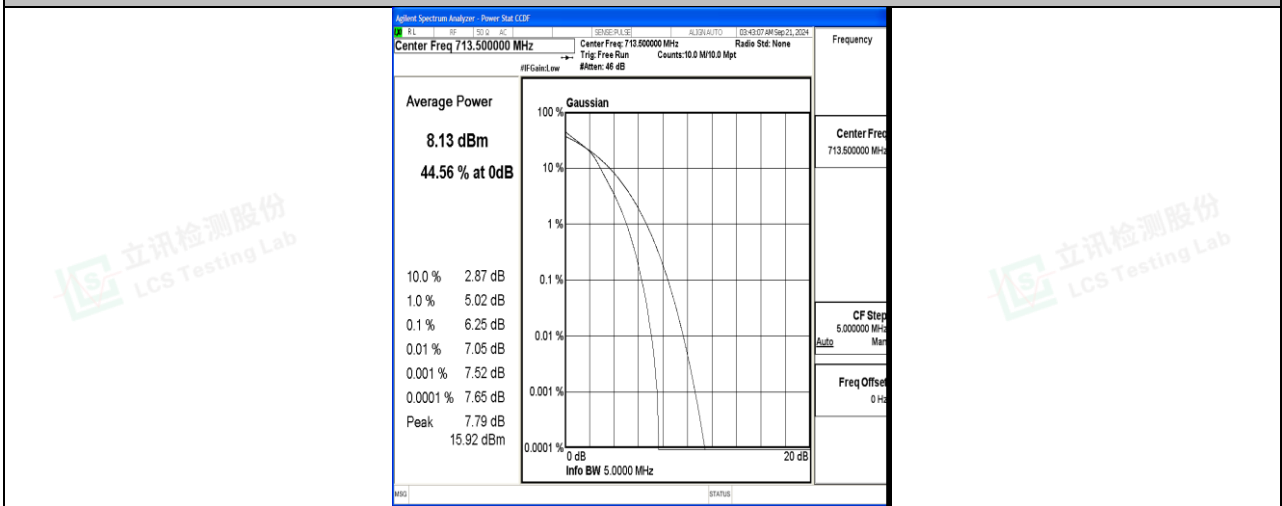 Agilent Spectrum Analyzer - Power Stat CCDF
RL RF 50 Ω AC SENSE:PULSE ALIGN AUTO 03:43:07 AM Sep 21, 2024
Center Freq 713.500000 MHz
Center Freq: 713.500000 MHz Radio Std: None
Trig: Free Run Counts:10.0 M/10.0 Mpt
#IFGain:Low #Atten: 46 dB
Frequency
Average Power
8.13 dBm
44.56 % at 0dB
10.0 % 2.87 dB
1.0 % 5.02 dB
0.1 % 6.25 dB
0.01 % 7.05 dB
0.001 % 7.52 dB
0.0001 % 7.65 dB
Peak 7.79 dB
15.92 dBm
Gaussian
100 %
10 %
1 %
0.1 %
0.01 %
0.001 %
0.0001 %
0 dB 20 dB
Info BW 5.0000 MHz
Center Freq
713.500000 MHz
CF Step
5.000000 MHz
Auto Man
Freq Offset
0 Hz
MSG STATUS
立讯检测股份
LCS Testing Lab
立讯检测股份
LCS Testing Lab